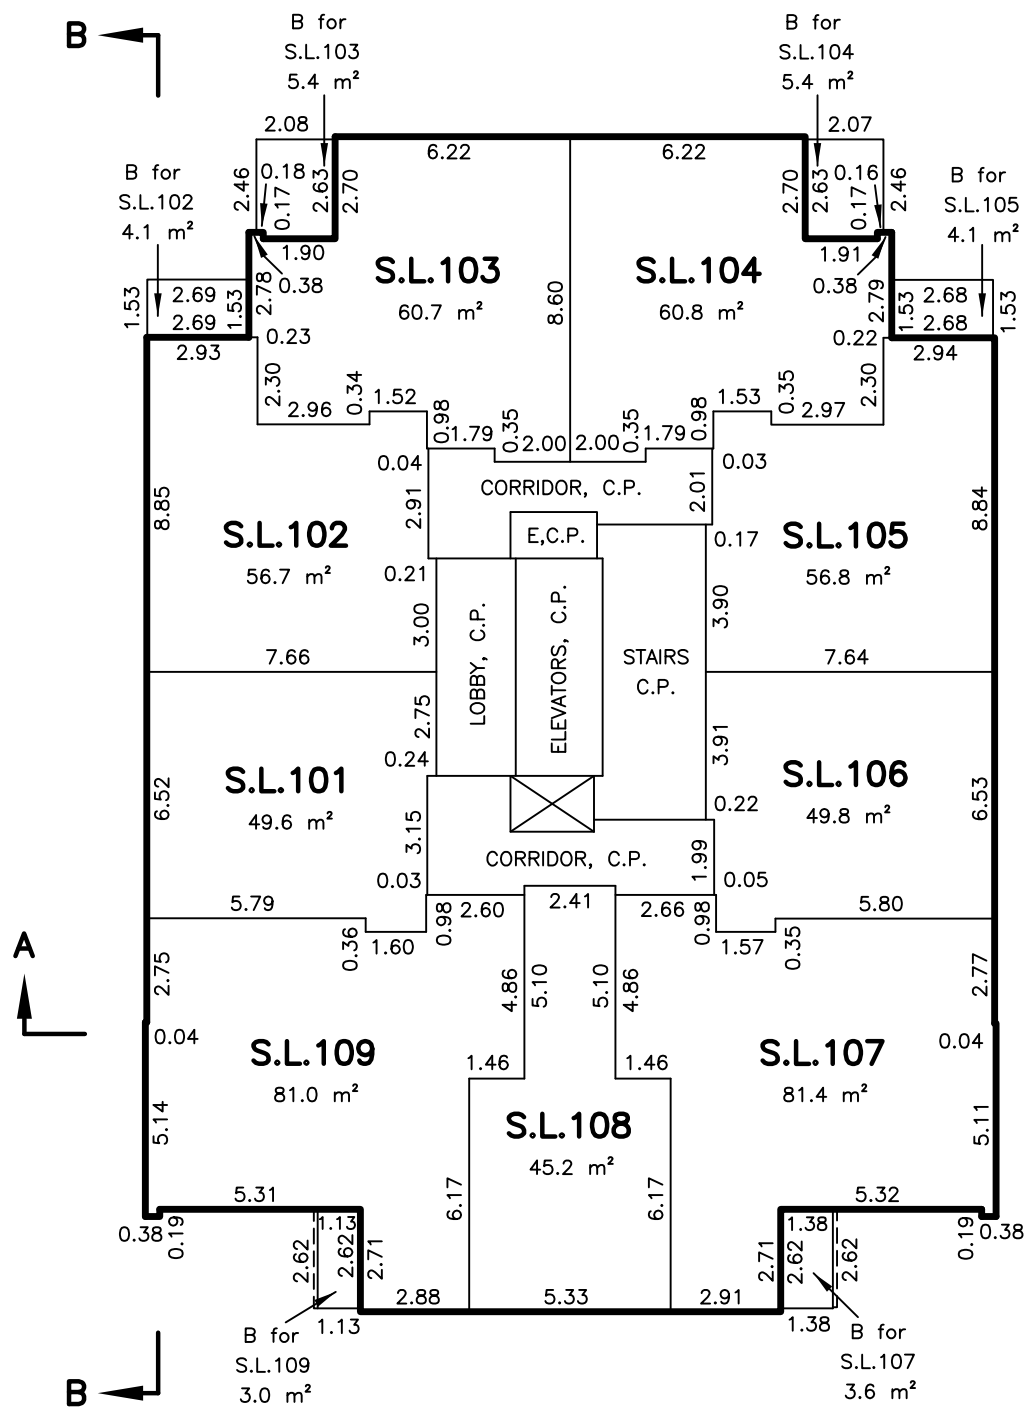 B
B for
S.L.103
5.4 m²
B for
S.L.104
5.4 m²
2.08
2.07
B for
S.L.102
4.1 m²
2.46
0.18
0.17
2.63
2.70
6.22
6.22
2.70
2.63
0.16
0.17
2.46
B for
S.L.105
4.1 m²
1.90
1.91
S.L.103
60.7 m²
S.L.104
60.8 m²
1.53
2.69
2.69
1.53
2.78
0.38
8.60
0.38
2.79
1.53
2.68
2.68
1.53
2.93
0.23
0.22
2.94
2.30
2.96
0.34
1.52
0.98
1.79
0.35
2.00
2.00
0.35
1.79
0.98
1.53
0.35
2.97
2.30
0.04
0.03
8.85
2.91
CORRIDOR, C.P.
2.01
8.84
S.L.102
56.7 m²
E,C.P.
0.17
S.L.105
56.8 m²
0.21
3.00
LOBBY, C.P.
ELEVATORS, C.P.
STAIRS
C.P.
3.90
7.66
7.64
2.75
0.24
3.91
S.L.101
49.6 m²
S.L.106
49.8 m²
6.52
6.53
3.15
0.22
CORRIDOR, C.P.
1.99
0.03
0.05
5.79
0.36
1.60
0.98
2.60
2.41
2.66
0.98
1.57
0.35
5.80
A
2.75
4.86
5.10
5.10
4.86
2.77
0.04
0.04
S.L.109
81.0 m²
S.L.107
81.4 m²
1.46
1.46
5.14
5.11
S.L.108
45.2 m²
5.31
6.17
6.17
5.32
0.38
0.19
1.13
1.38
0.19
0.38
2.62
2.62
2.71
2.71
2.62
2.62
2.88
5.33
2.91
1.13
1.38
B for
S.L.109
3.0 m²
B for
S.L.107
3.6 m²
B